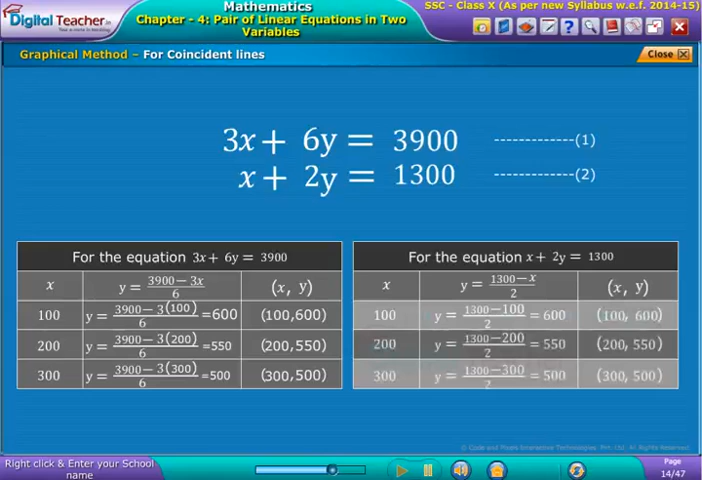 Digital Teacher.in
Mathematics
Chapter - 4: Pair of Linear Equations in Two
Variables
SSC - Class X (As per new Syllabus w.e.f. 2014-15)
Graphical Method – For Coincident lines
Close
3x + 6y = 3900 -------------(1)
x + 2y = 1300 -------------(2)
For the equation 3x + 6y = 3900
x y = (3900 − 3x)/6 (x, y)
100 y = (3900 − 3(100))/6 =600 (100,600)
200 y = (3900 − 3(200))/6 =550 (200,550)
300 y = (3900 − 3(300))/6 =500 (300,500)
For the equation x + 2y = 1300
x y = (1300−x)/2 (x, y)
100 y = (1300−100)/2 = 600 (100, 600)
200 y = (1300−200)/2 = 550 (200, 550)
300 y = (1300−300)/2 = 500 (300, 500)
Right click & Enter your School
name
Page
14/47